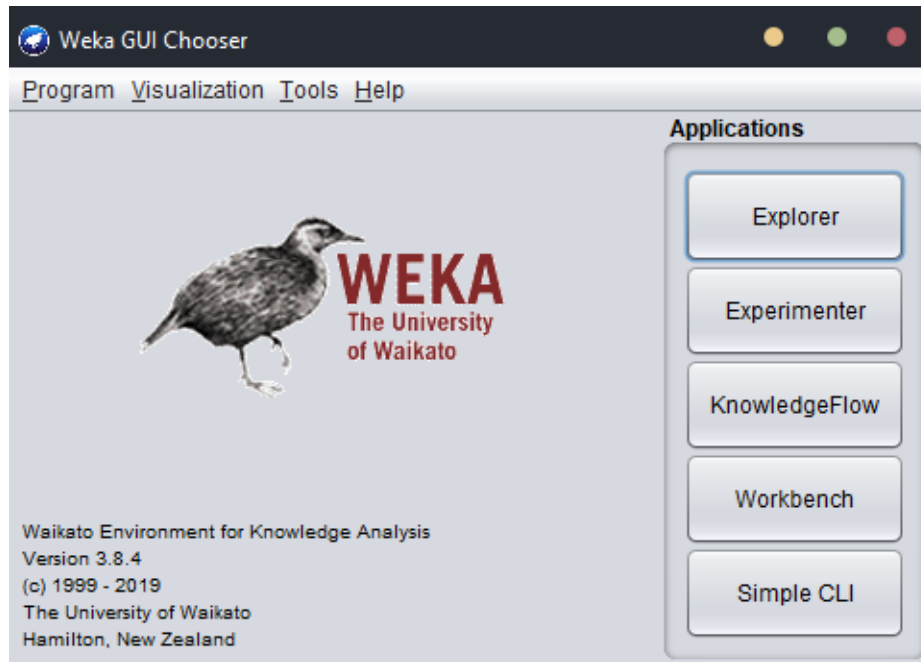 Weka GUI Chooser
Program Visualization Tools Help
Applications
Explorer
Experimenter
KnowledgeFlow
Workbench
Simple CLI
WEKA
The University
of Waikato
Waikato Environment for Knowledge Analysis
Version 3.8.4
(c) 1999 - 2019
The University of Waikato
Hamilton, New Zealand